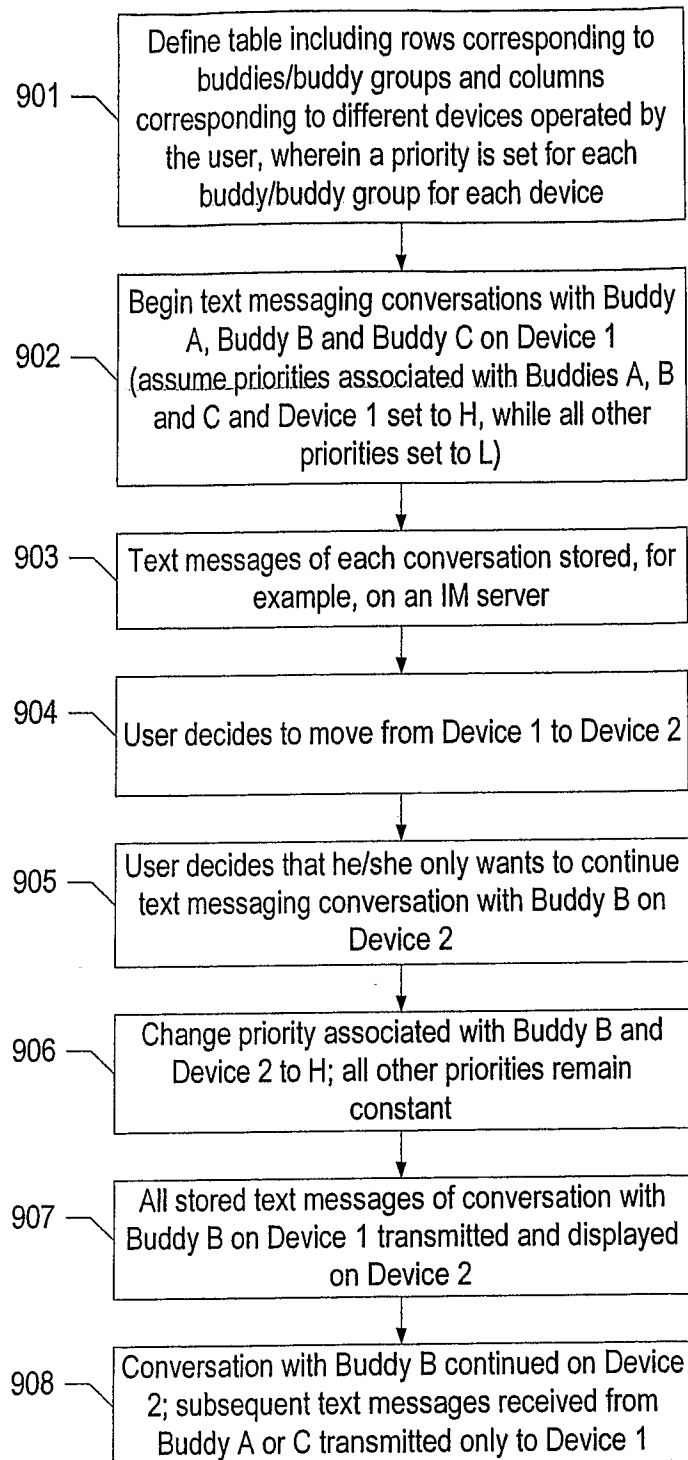 901
Define table including rows corresponding to
buddies/buddy groups and columns
corresponding to different devices operated by
the user, wherein a priority is set for each
buddy/buddy group for each device
902
Begin text messaging conversations with Buddy
A, Buddy B and Buddy C on Device 1
(assume priorities associated with Buddies A, B
and C and Device 1 set to H, while all other
priorities set to L)
903
Text messages of each conversation stored, for
example, on an IM server
904
User decides to move from Device 1 to Device 2
905
User decides that he/she only wants to continue
text messaging conversation with Buddy B on
Device 2
906
Change priority associated with Buddy B and
Device 2 to H; all other priorities remain
constant
907
All stored text messages of conversation with
Buddy B on Device 1 transmitted and displayed
on Device 2
908
Conversation with Buddy B continued on Device
2; subsequent text messages received from
Buddy A or C transmitted only to Device 1